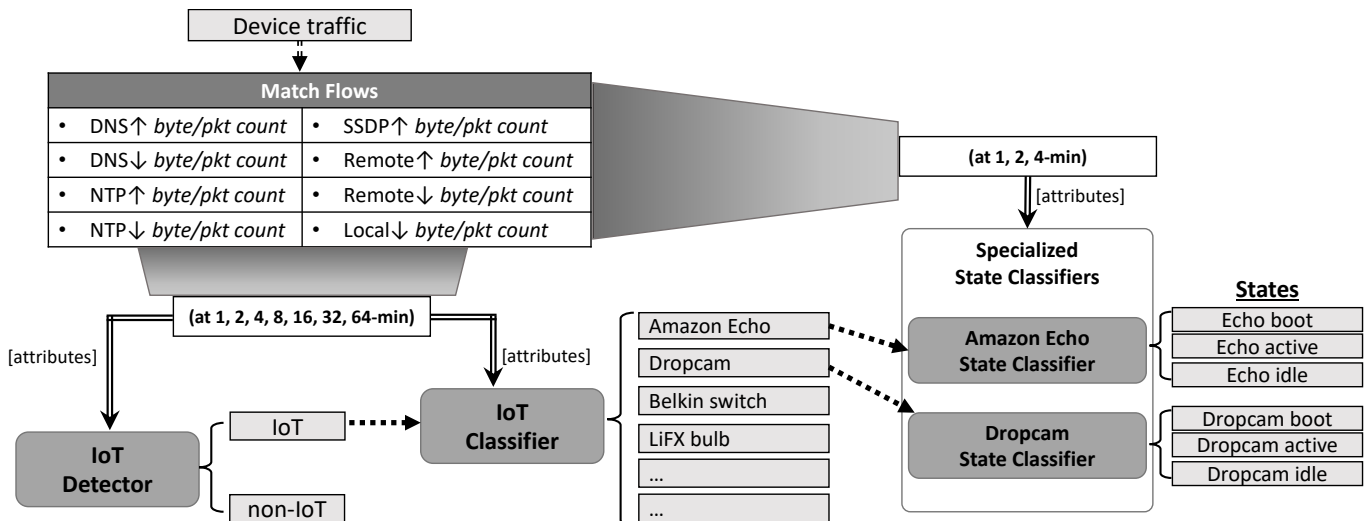 Device traffic
Match Flows
• DNS↑ byte/pkt count
• SSDP↑ byte/pkt count
• DNS↓ byte/pkt count
• Remote↑ byte/pkt count
• NTP↑ byte/pkt count
• Remote↓ byte/pkt count
• NTP↓ byte/pkt count
• Local↓ byte/pkt count
(at 1, 2, 4-min)
[attributes]
(at 1, 2, 4, 8, 16, 32, 64-min)
[attributes]
[attributes]
IoT
Detector
IoT
non-IoT
IoT
Classifier
Amazon Echo
Dropcam
Belkin switch
LiFX bulb
...
...
Specialized
State Classifiers
Amazon Echo
State Classifier
Dropcam
State Classifier
States
Echo boot
Echo active
Echo idle
Dropcam boot
Dropcam active
Dropcam idle